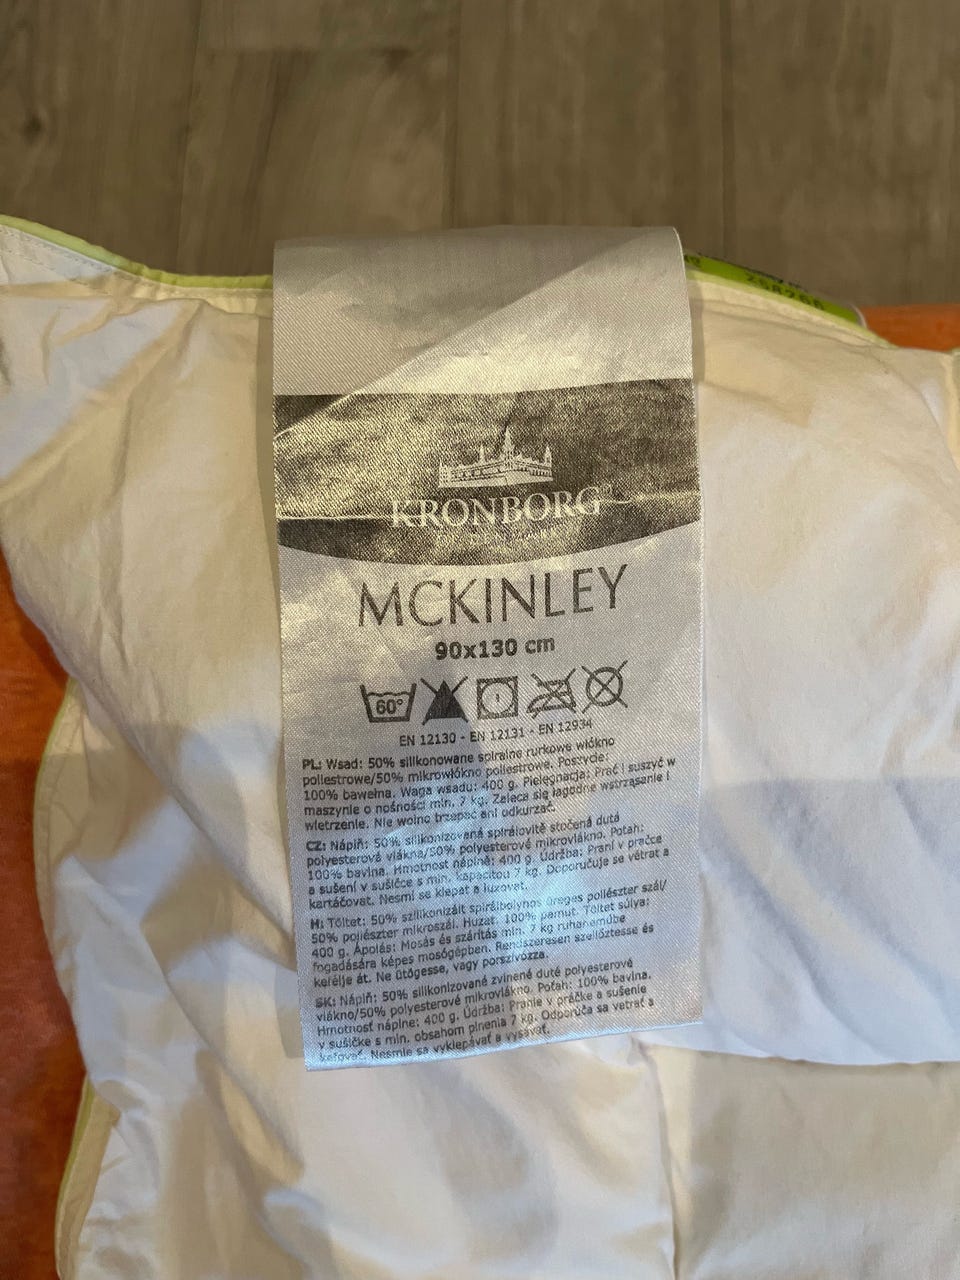 268266
KRONBORG®
OF DENMARK
MCKINLEY
90x130 cm
60°
EN 12130 - EN 12131 - EN 12934
PL: Wsad: 50% silikonowane spiralne rurkowe włókno
poliestrowe/50% mikrowłókno poliestrowe. Poszycie:
100% bawełna. Waga wsadu: 400 g. Pielęgnacja: Prać i suszyć w
maszynie o nośności min. 7 kg. Zaleca się łagodne wstrząsanie i
wietrzenie. Nie wolno trzepać ani odkurzać.
CZ: Náplň: 50% silikonizovaná spirálovitě stočená dutá
polyesterová vlákna/50% polyesterové mikrovlákno. Potah:
100% bavlna. Hmotnost náplně: 400 g. Údržba: Praní v pračce
a sušení v sušičce s min. kapacitou 7 kg. Doporučuje se větrat a
kartáčovat. Nesmí se klepat a luxovat.
H: Töltet: 50% szilikonizált spirálbolyhos üreges poliészter szál/
50% poliészter mikroszál. Huzat: 100% pamut. Töltet súlya:
400 g. Ápolás: Mosás és szárítás min. 7 kg ruhanemübe
fogadására képes mosógépben. Rendszeresen szellőztesse és
kefélje át. Ne ütögesse, vagy porszívózza.
SK: Náplň: 50% silikonizované zvinené duté polyesterové
vlákno/50% polyesterové mikrovlákno. Poťah: 100% bavlna.
Hmotnosť náplne: 400 g. Údržba: Pranie v práčke a sušenie
v sušičke s min. obsahom plnenia 7 kg. Odporúča sa vetrať a
kefovať. Nesmie sa vyklepávať a vysávať.